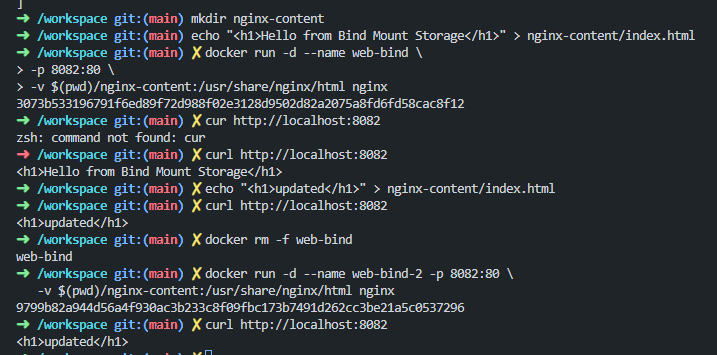 ]
➜ /workspace git:(main) mkdir nginx-content
➜ /workspace git:(main) echo "<h1>Hello from Bind Mount Storage</h1>" > nginx-content/index.html
➜ /workspace git:(main) ✗ docker run -d --name web-bind \
> -p 8082:80 \
> -v $(pwd)/nginx-content:/usr/share/nginx/html nginx
3073b533196791f6ed89f72d988f02e3128d9502d82a2075a8fd6fd58cac8f12
➜ /workspace git:(main) ✗ cur http://localhost:8082
zsh: command not found: cur
➜ /workspace git:(main) ✗ curl http://localhost:8082
<h1>Hello from Bind Mount Storage</h1>
➜ /workspace git:(main) ✗ echo "<h1>updated</h1>" > nginx-content/index.html
➜ /workspace git:(main) ✗ curl http://localhost:8082
<h1>updated</h1>
➜ /workspace git:(main) ✗ docker rm -f web-bind
web-bind
➜ /workspace git:(main) ✗ docker run -d --name web-bind-2 -p 8082:80 \
-v $(pwd)/nginx-content:/usr/share/nginx/html nginx
9799b82a944d56a4f930ac3b233c8f09fbc173b7491d262cc3be21a5c0537296
➜ /workspace git:(main) ✗ curl http://localhost:8082
<h1>updated</h1>
➜ /workspace git:(main) ✗